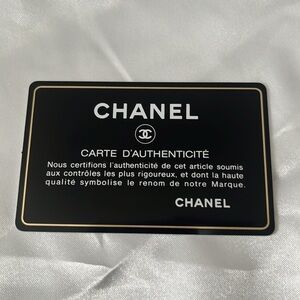 CHANEL
CARTE D'AUTHENTICITÉ
Nous certifions l'authenticité de cet article soumis
aux contrôles les plus rigoureux, et dont la haute
qualité symbolise le renom de notre Marque.
CHANEL